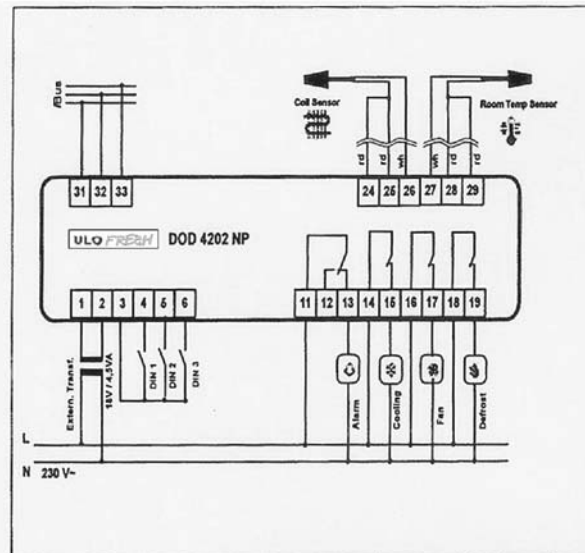 /Bus
Coil Sensor
Room Temp Sensor
rd
rd
wh
wh
rd
rd
31 32 33
24 25 26 27 28 29
ULO FRESH DOD 4202 NP
1 2 3 4 5 6
11 12 13 14 15 16 17 18 19
Extern. Transf.
18V / 4,5VA
DIN 1
DIN 2
DIN 3
Alarm
Cooling
Fan
Defrost
L
N 230 V~